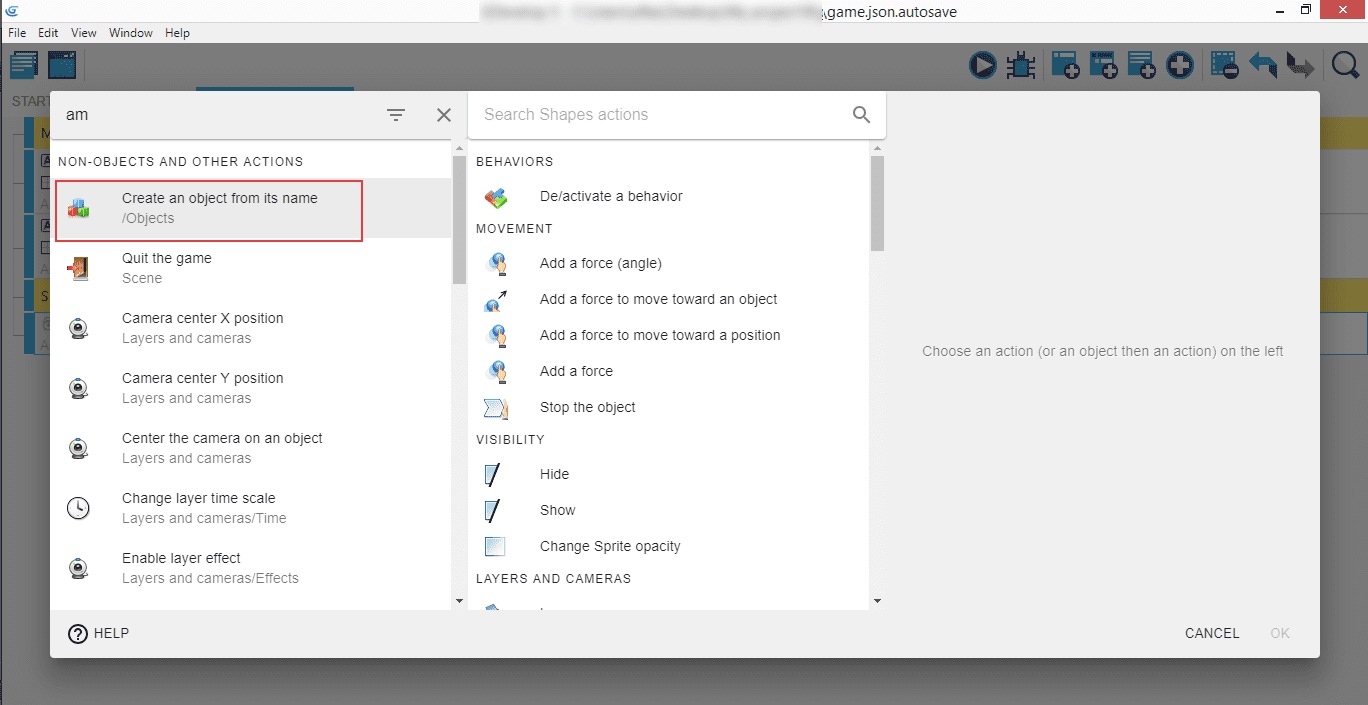 \game.json.autosave
File Edit View Window Help
START
am
Search Shapes actions
NON-OBJECTS AND OTHER ACTIONS
Create an object from its name
/Objects
Quit the game
Scene
Camera center X position
Layers and cameras
Camera center Y position
Layers and cameras
Center the camera on an object
Layers and cameras
Change layer time scale
Layers and cameras/Time
Enable layer effect
Layers and cameras/Effects
BEHAVIORS
De/activate a behavior
MOVEMENT
Add a force (angle)
Add a force to move toward an object
Add a force to move toward a position
Add a force
Stop the object
VISIBILITY
Hide
Show
Change Sprite opacity
LAYERS AND CAMERAS
Choose an action (or an object then an action) on the left
HELP
CANCEL
OK